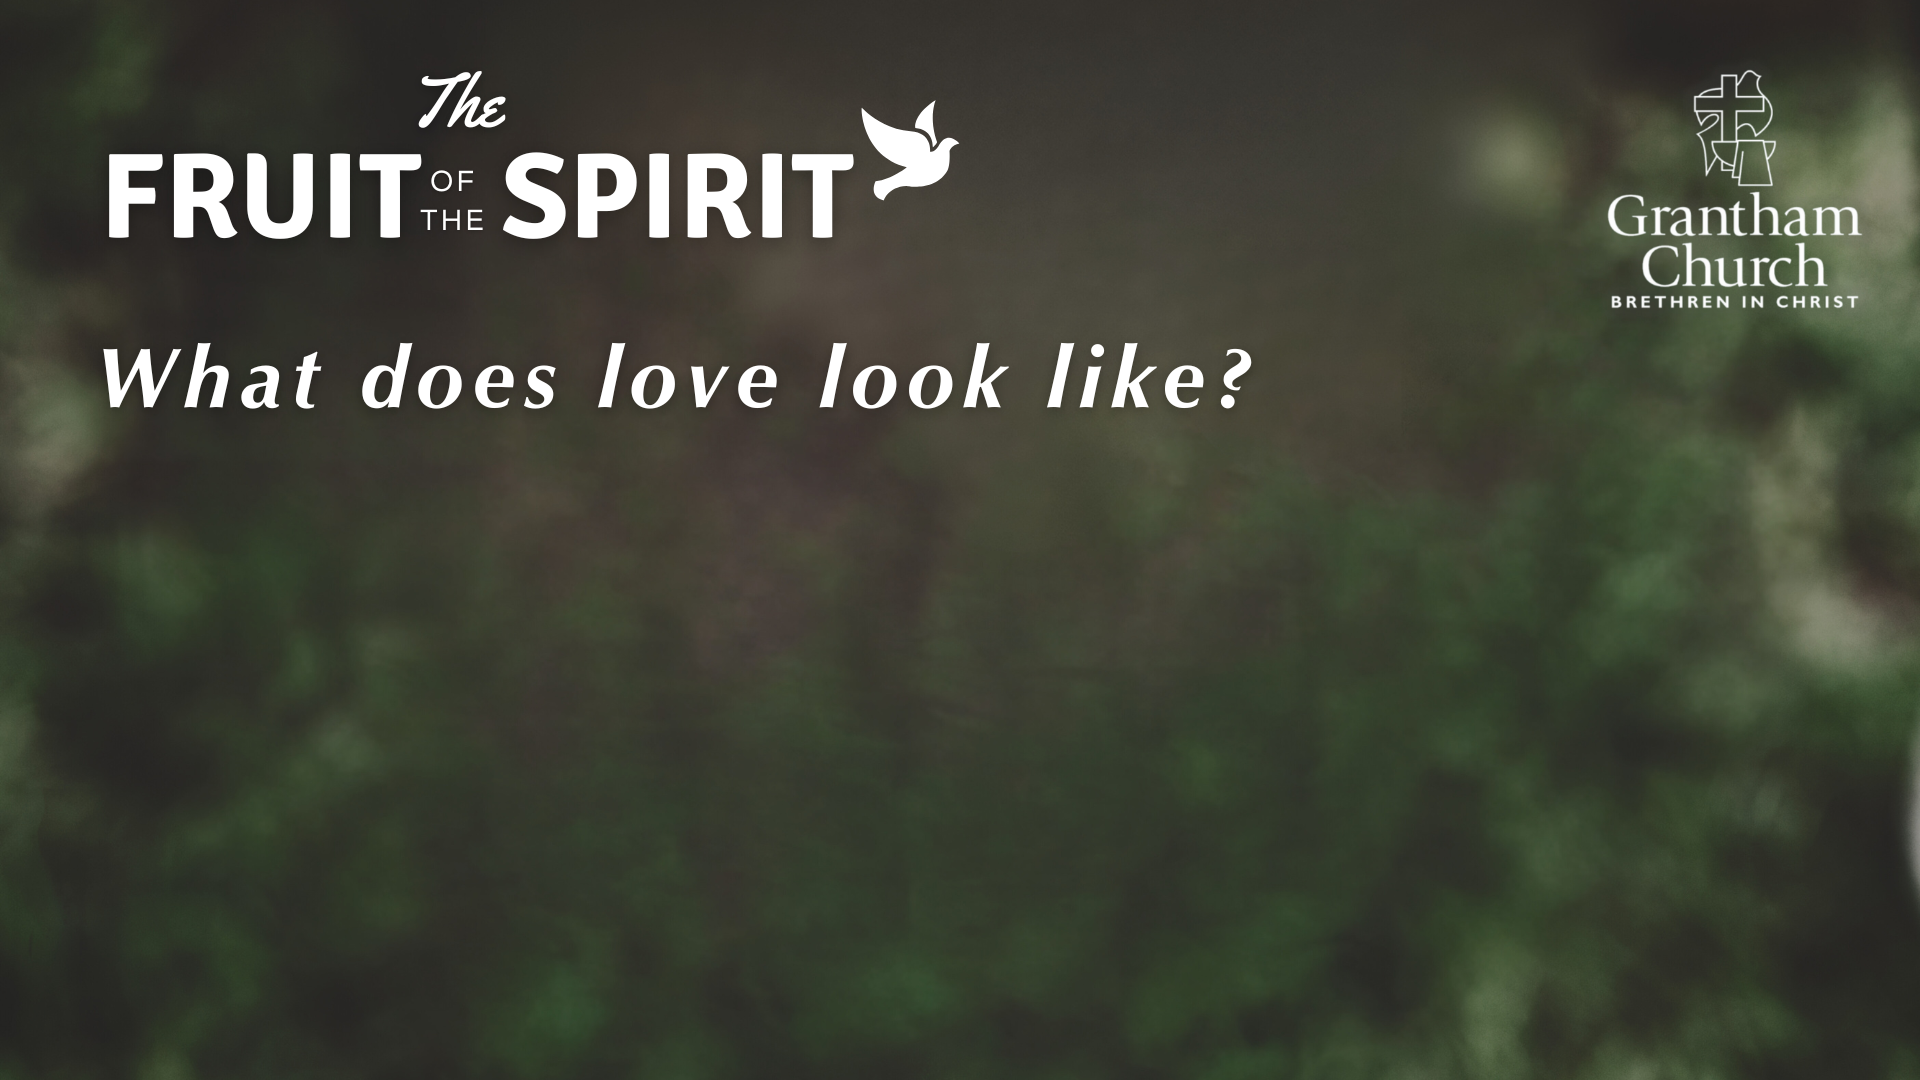 The
FRUIT OF THE SPIRIT
Grantham
Church
BRETHREN IN CHRIST
What does love look like?